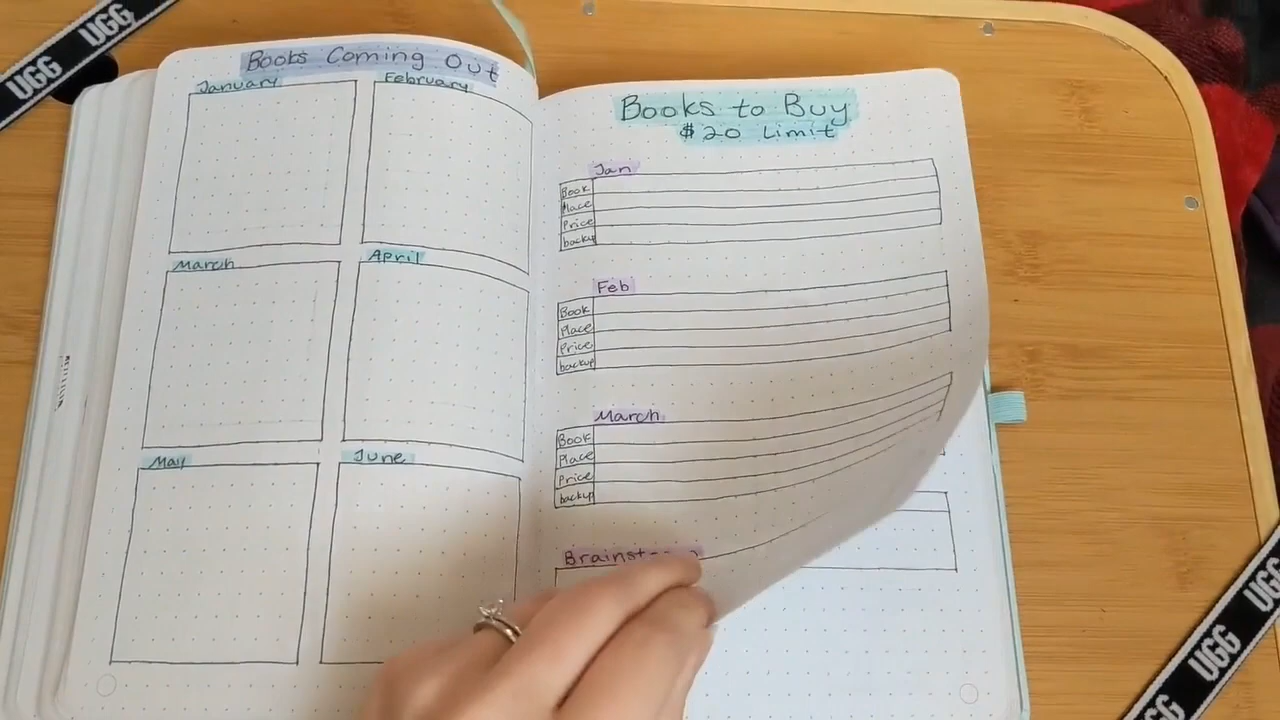 UGG UGG
Books Coming Out
January
February
March
April
May
June
Books to Buy
$20 Limit
Jan
Book
Place
Price
backup
Feb
Book
Place
Price
backup
March
Book
Place
Price
backup
UGG UGG